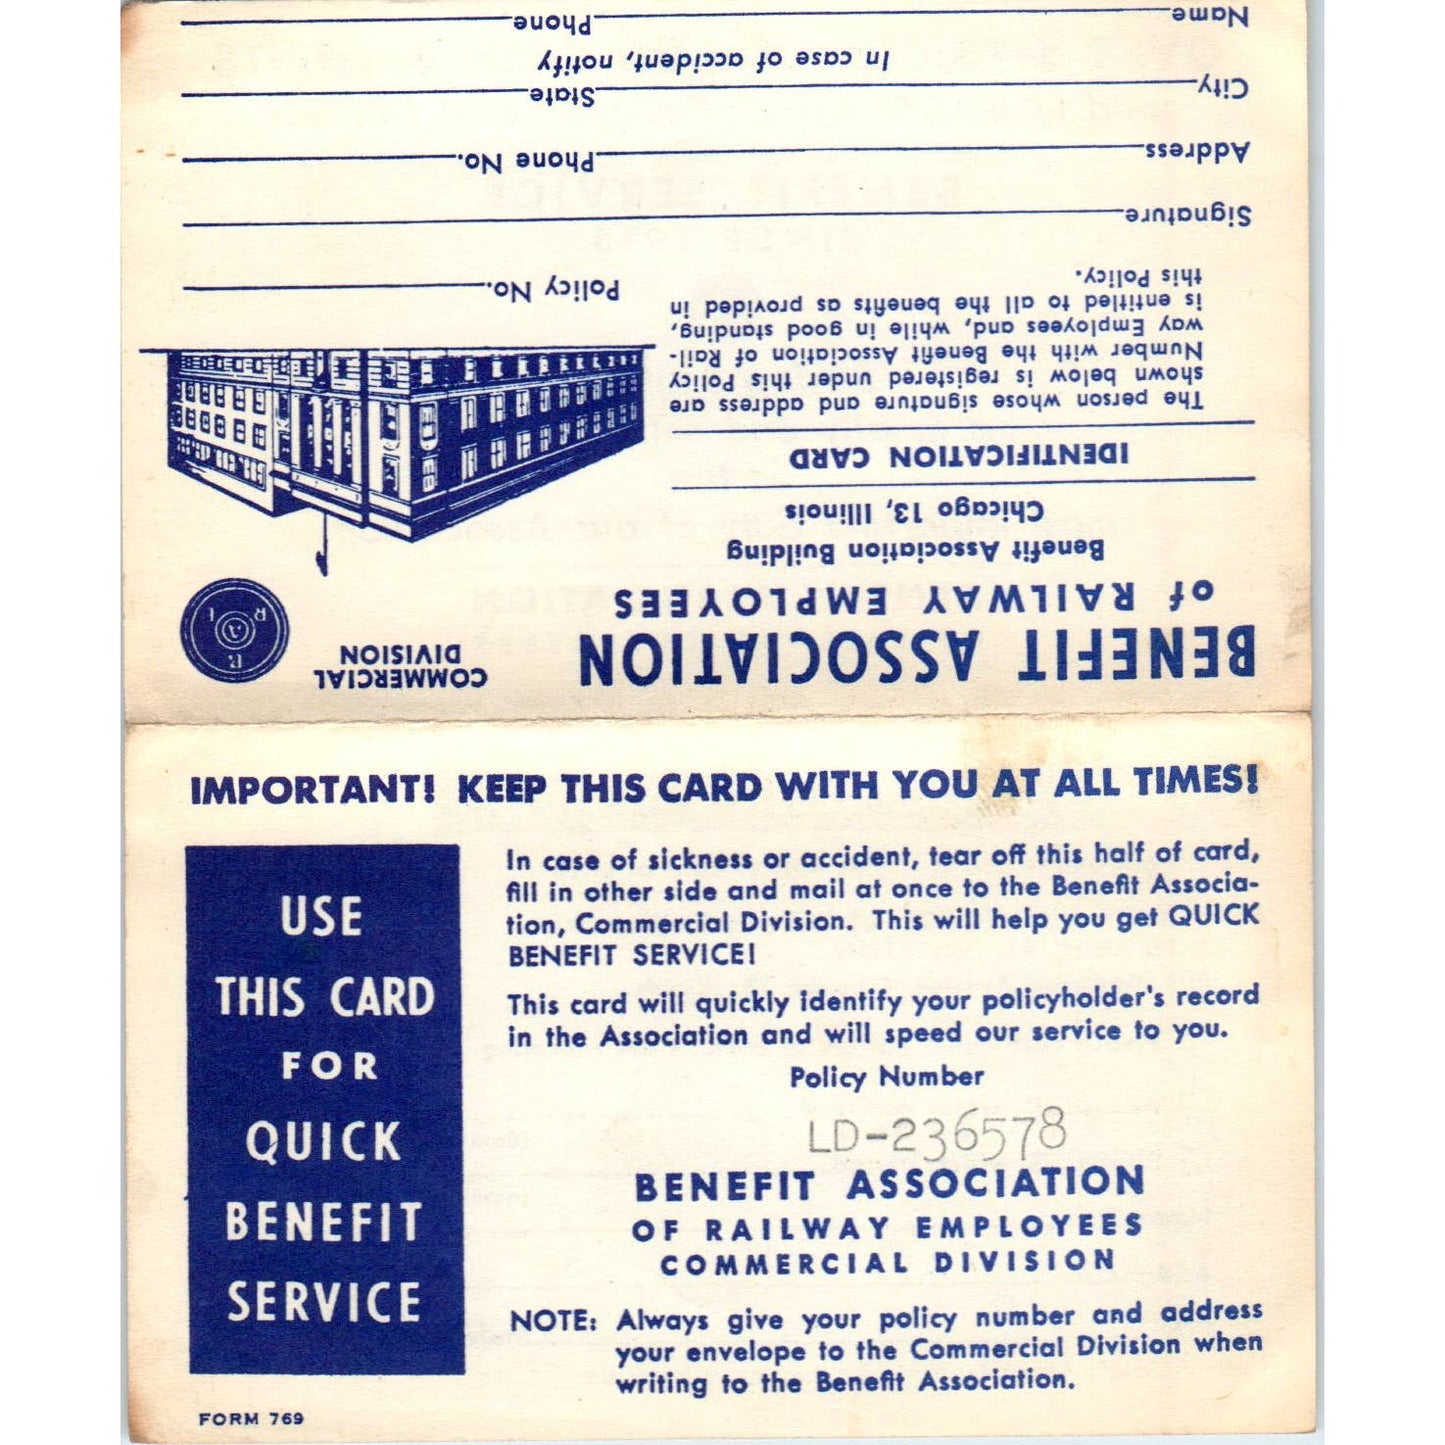 BENEFIT ASSOCIATION
of RAILWAY EMPLOYEES
COMMERCIAL
DIVISION
B
A
R I
Benefit Association Building
Chicago 13, Illinois
IDENTIFICATION CARD
The person whose signature and address are
shown below is registered under this Policy
Number with the Benefit Association of Rail-
way Employees and, while in good standing,
is entitled to all the benefits as provided in
this Policy.
Policy No.
Signature
Address Phone No.
City State
In case of accident, notify
Name Phone
IMPORTANT! KEEP THIS CARD WITH YOU AT ALL TIMES!
USE
THIS CARD
FOR
QUICK
BENEFIT
SERVICE
In case of sickness or accident, tear off this half of card,
fill in other side and mail at once to the Benefit Associa-
tion, Commercial Division. This will help you get QUICK
BENEFIT SERVICE!
This card will quickly identify your policyholder's record
in the Association and will speed our service to you.
Policy Number
LD-236578
BENEFIT ASSOCIATION
OF RAILWAY EMPLOYEES
COMMERCIAL DIVISION
NOTE: Always give your policy number and address
your envelope to the Commercial Division when
writing to the Benefit Association.
FORM 769